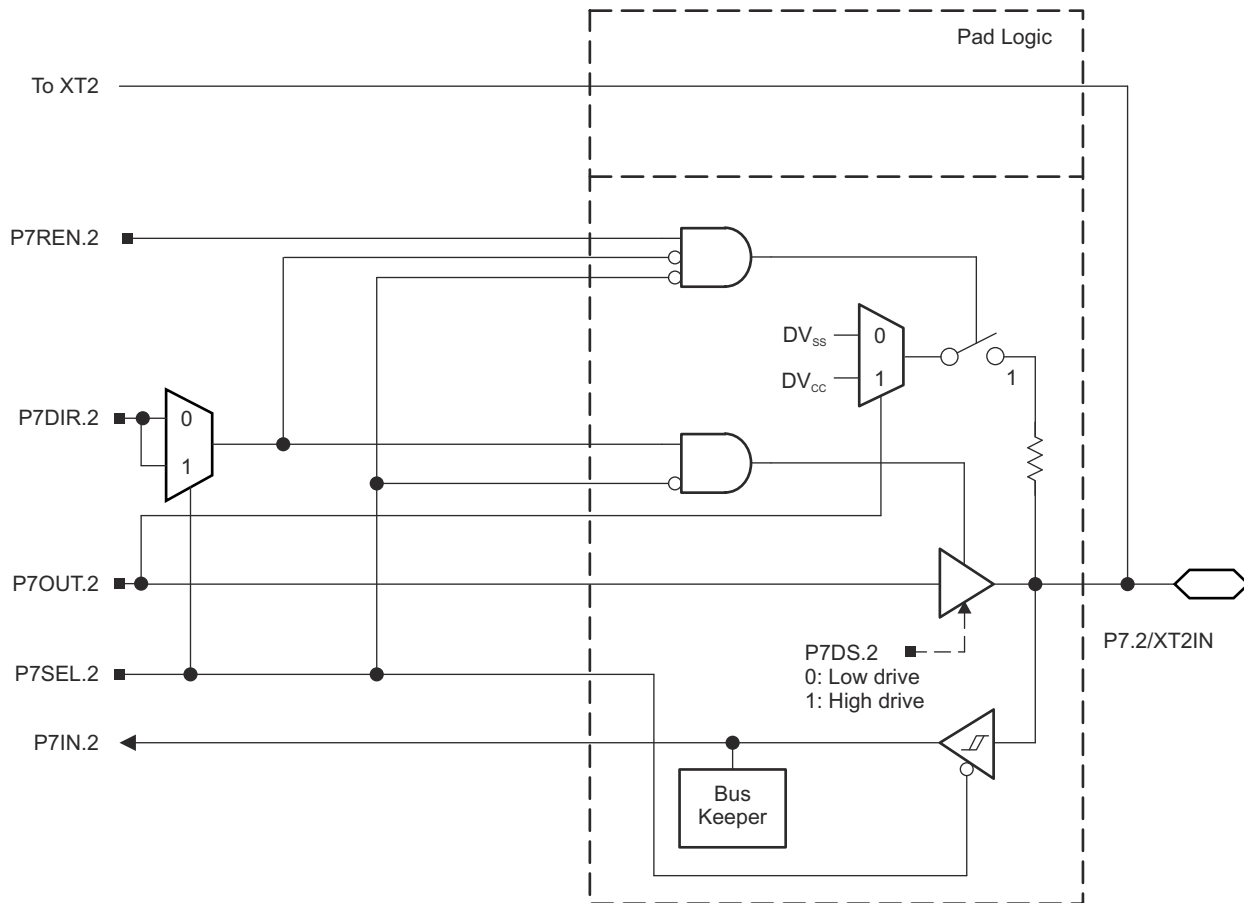 Pad Logic
To XT2
P7REN.2
DVSS
0
DVCC
1
1
P7DIR.2
0
1
P7OUT.2
P7DS.2
0: Low drive
1: High drive
P7.2/XT2IN
P7SEL.2
P7IN.2
Bus
Keeper